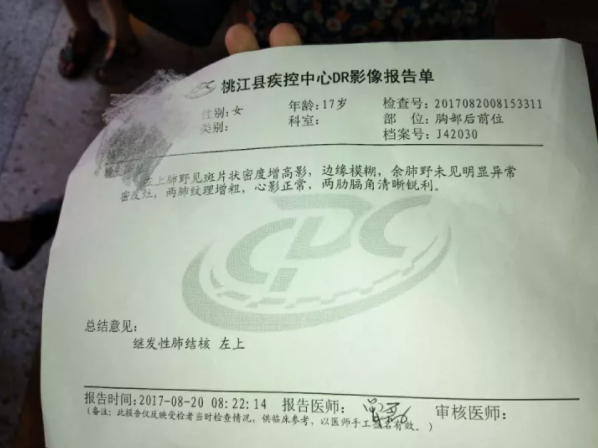 CDC 桃江县疾控中心DR影像报告单
性别:女 年龄:17岁 检查号:2017082008153311
类别: 科室: 部 位:胸部后前位
档案号:J42030
左上肺野见斑片状密度增高影,边缘模糊,余肺野未见明显异常
密度灶,两肺纹理增粗,心影正常,两肋膈角清晰锐利。
CDC
总结意见:
继发性肺结核 左上
报告时间:2017-08-20 08:22:14 报告医师: 审核医师:
(备注:此报告仅反映受检者当时检查情况,供临床参考,以医师手工签名有效。)